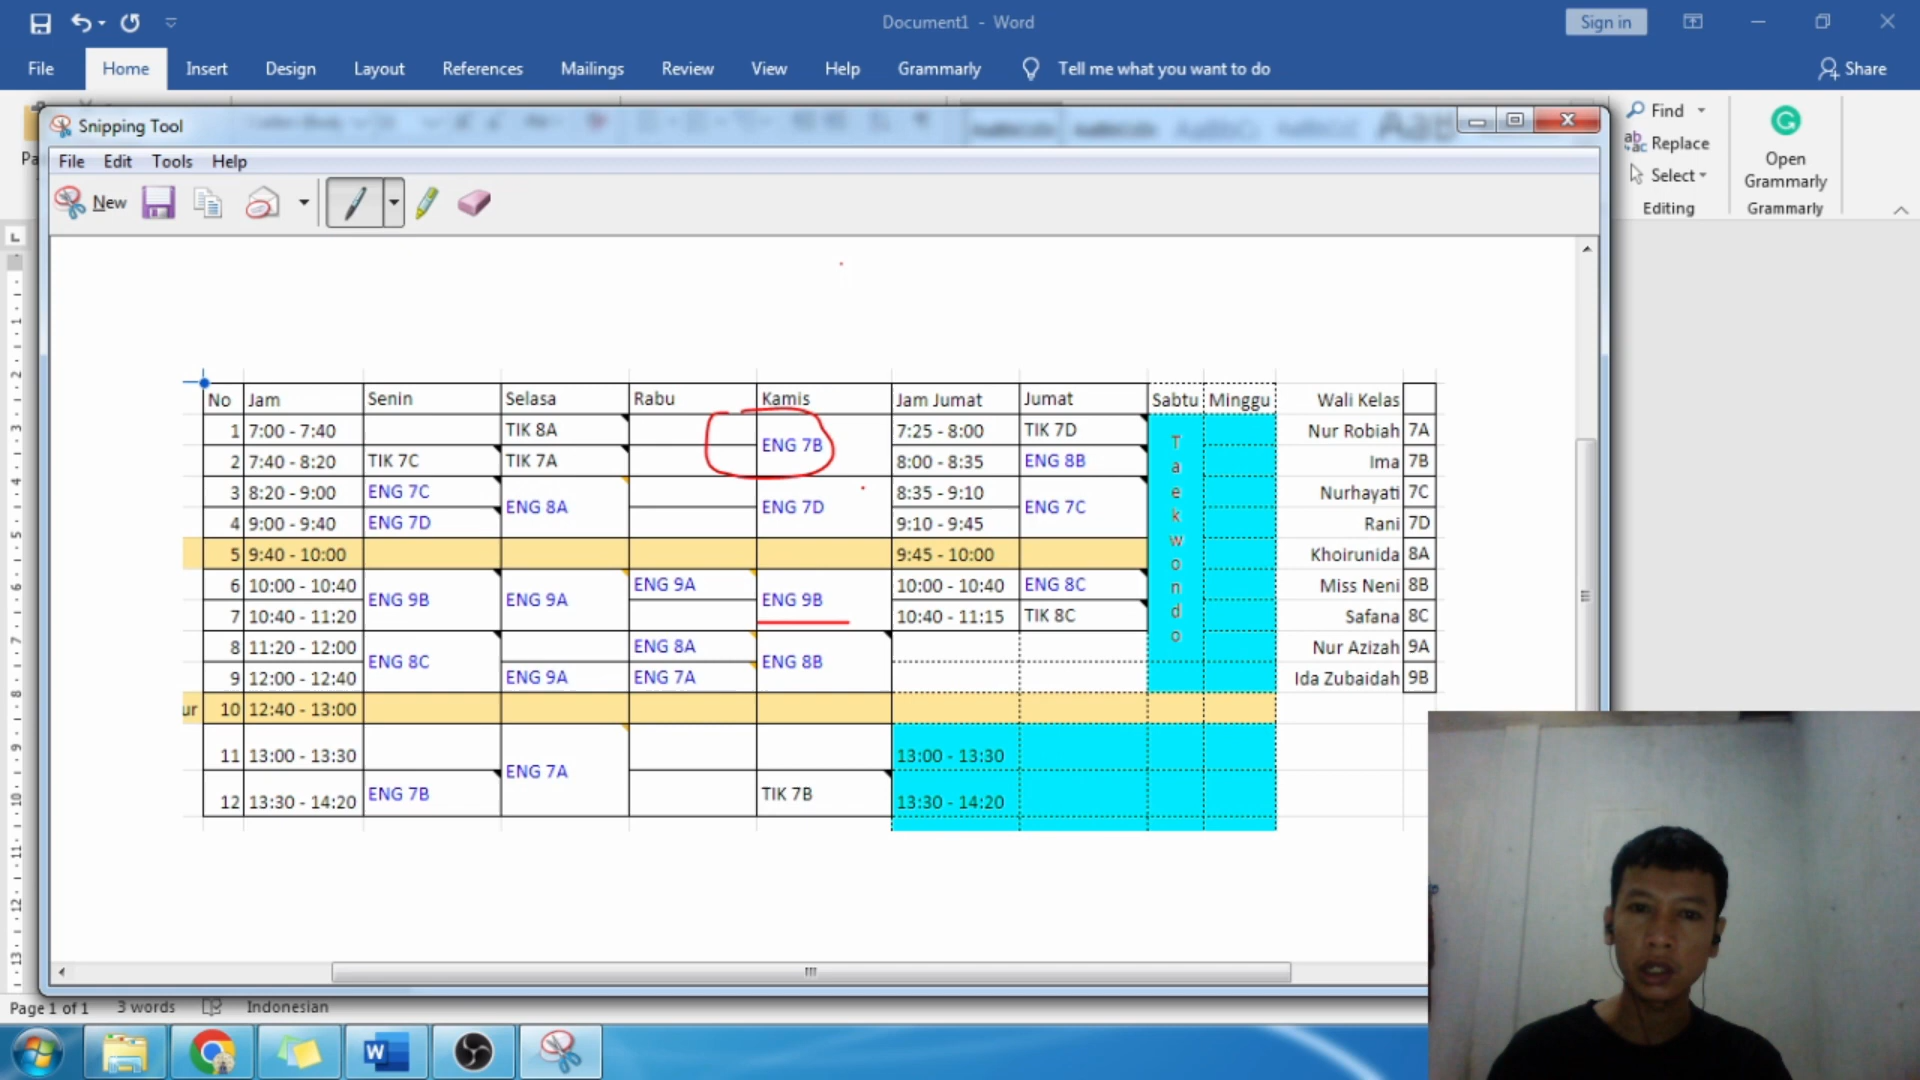 Document1 - Word
Sign in
File Home Insert Design Layout References Mailings Review View Help Grammarly Tell me what you want to do Share
Find
Replace
Select
Editing
Open
Grammarly
Grammarly
Snipping Tool
File Edit Tools Help
New
No Jam Senin Selasa Rabu Kamis Jam Jumat Jumat Sabtu Minggu Wali Kelas
1 7:00 - 7:40 TIK 8A ENG 7B 7:25 - 8:00 TIK 7D Taekwondo Nur Robiah 7A
2 7:40 - 8:20 TIK 7C TIK 7A 8:00 - 8:35 ENG 8B Ima 7B
3 8:20 - 9:00 ENG 7C ENG 8A ENG 7D 8:35 - 9:10 ENG 7C Nurhayati 7C
4 9:00 - 9:40 ENG 7D 9:10 - 9:45 Rani 7D
5 9:40 - 10:00 9:45 - 10:00 Khoirunida 8A
6 10:00 - 10:40 ENG 9B ENG 9A ENG 9A ENG 9B 10:00 - 10:40 ENG 8C Miss Neni 8B
7 10:40 - 11:20 10:40 - 11:15 TIK 8C Safana 8C
8 11:20 - 12:00 ENG 8C ENG 8A ENG 8B Nur Azizah 9A
9 12:00 - 12:40 ENG 9A ENG 7A Ida Zubaidah 9B
ur 10 12:40 - 13:00
11 13:00 - 13:30 ENG 7A 13:00 - 13:30
12 13:30 - 14:20 ENG 7B TIK 7B 13:30 - 14:20
Page 1 of 1 3 words Indonesian